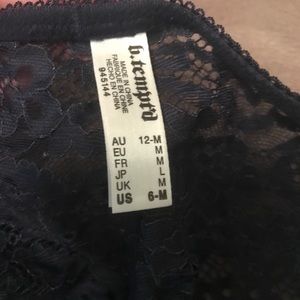 b.tempt'd
MADE IN CHINA
FABRIQUÉ EN CHINE
HECHO EN CHINA
945144
AU 12-M
EU M
FR M
JP L
UK M
US 6-M